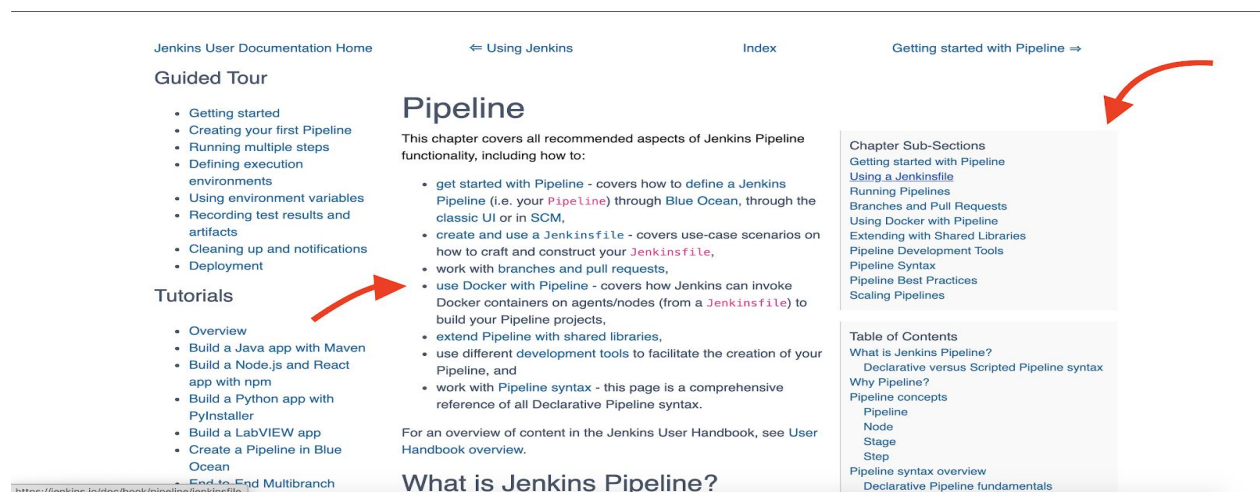 Jenkins User Documentation Home
⇐ Using Jenkins
Index
Getting started with Pipeline ⇒
Guided Tour
• Getting started
• Creating your first Pipeline
• Running multiple steps
• Defining execution
environments
• Using environment variables
• Recording test results and
artifacts
• Cleaning up and notifications
• Deployment
Tutorials
• Overview
• Build a Java app with Maven
• Build a Node.js and React
app with npm
• Build a Python app with
PyInstaller
• Build a LabVIEW app
• Create a Pipeline in Blue
Ocean
• End-to-End Multibranch
Pipeline
This chapter covers all recommended aspects of Jenkins Pipeline
functionality, including how to:
• get started with Pipeline - covers how to define a Jenkins
Pipeline (i.e. your Pipeline) through Blue Ocean, through the
classic UI or in SCM,
• create and use a Jenkinsfile - covers use-case scenarios on
how to craft and construct your Jenkinsfile,
• work with branches and pull requests,
• use Docker with Pipeline - covers how Jenkins can invoke
Docker containers on agents/nodes (from a Jenkinsfile) to
build your Pipeline projects,
• extend Pipeline with shared libraries,
• use different development tools to facilitate the creation of your
Pipeline, and
• work with Pipeline syntax - this page is a comprehensive
reference of all Declarative Pipeline syntax.
For an overview of content in the Jenkins User Handbook, see User
Handbook overview.
What is Jenkins Pipeline?
Chapter Sub-Sections
Getting started with Pipeline
Using a Jenkinsfile
Running Pipelines
Branches and Pull Requests
Using Docker with Pipeline
Extending with Shared Libraries
Pipeline Development Tools
Pipeline Syntax
Pipeline Best Practices
Scaling Pipelines
Table of Contents
What is Jenkins Pipeline?
Declarative versus Scripted Pipeline syntax
Why Pipeline?
Pipeline concepts
Pipeline
Node
Stage
Step
Pipeline syntax overview
Declarative Pipeline fundamentals
https://jenkins.io/doc/book/pipeline/jenkinsfile